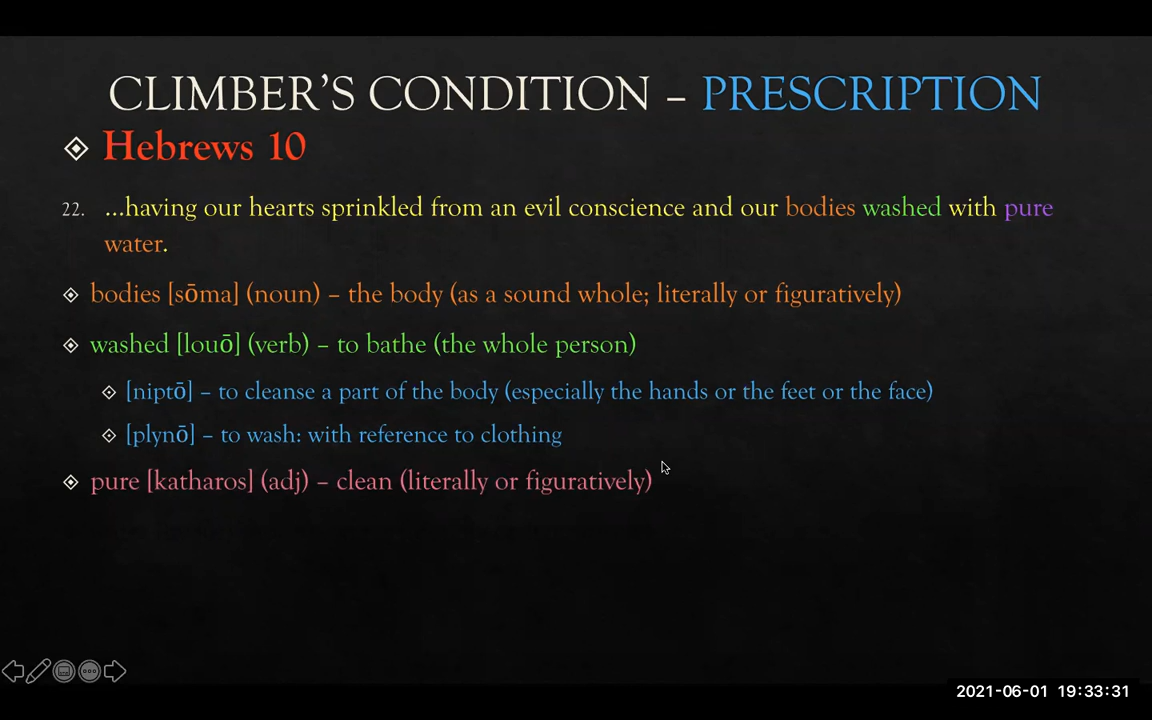 CLIMBER’S CONDITION – PRESCRIPTION
Hebrews 10
22. ...having our hearts sprinkled from an evil conscience and our bodies washed with pure
water.
bodies [sōma] (noun) – the body (as a sound whole; literally or figuratively)
washed [louō] (verb) – to bathe (the whole person)
[niptō] – to cleanse a part of the body (especially the hands or the feet or the face)
[plynō] – to wash: with reference to clothing
pure [katharos] (adj) – clean (literally or figuratively)
2021-06-01 19:33:31